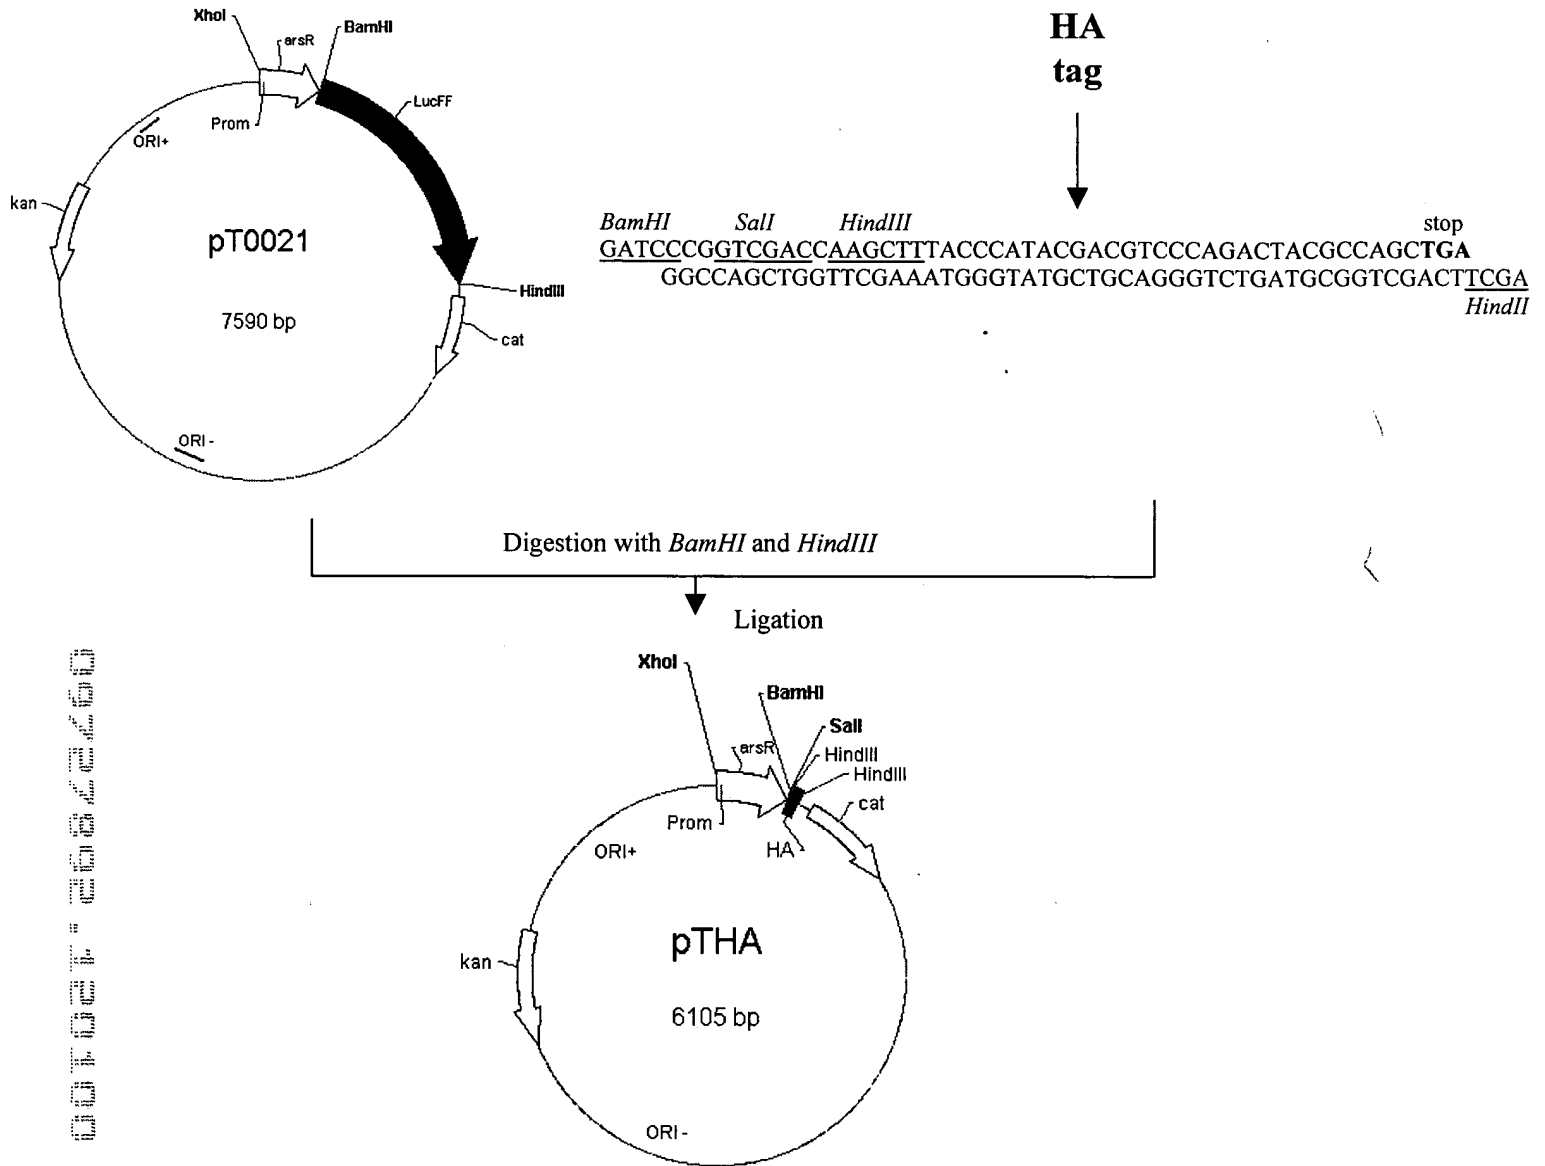 XhoI
arsR
BamHI
LucFF
Prom
ORI+
kan
pT0021
7590 bp
HindIII
cat
ORI-
HA
tag
BamHI SalI HindIII stop
GATCCCGGTCGACCAAGCTTTACCCATACGACGTCCCAGACTACGCCAGCTGA
GGCCAGCTGGTTCGAAATGGGTATGCTGCAGGGTCTGATGCGGTCGACTTCGA
HindII
Digestion with BamHI and HindIII
Ligation
XhoI
BamHI
SalI
arsR
HindIII
HindIII
cat
Prom
HA
ORI+
kan
pTHA
6105 bp
ORI-
09727892.120100